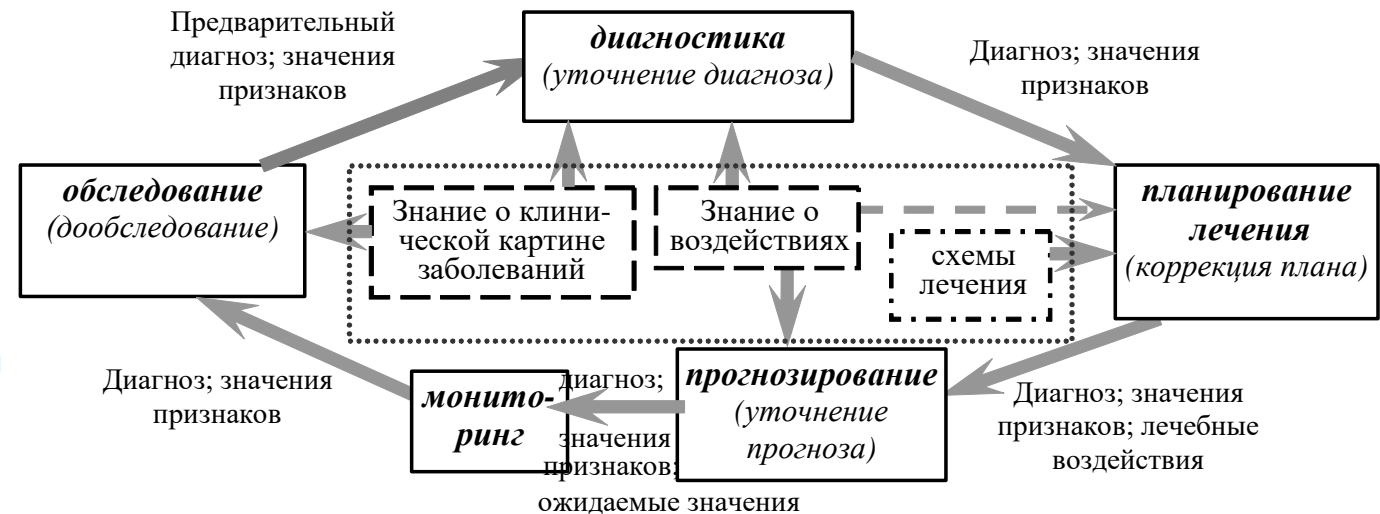 Предварительный
диагноз; значения
признаков
диагностика
(уточнение диагноза)
Диагноз; значения
признаков
обследование
(дообследование)
Знание о клини-
ческой картине
заболеваний
Знание о
воздействиях
схемы
лечения
планирование
лечения
(коррекция плана)
Диагноз; значения
признаков
монито-
ринг
диагноз;
значения
признаков;
ожидаемые значения
прогнозирование
(уточнение
прогноза)
Диагноз; значения
признаков; лечебные
воздействия